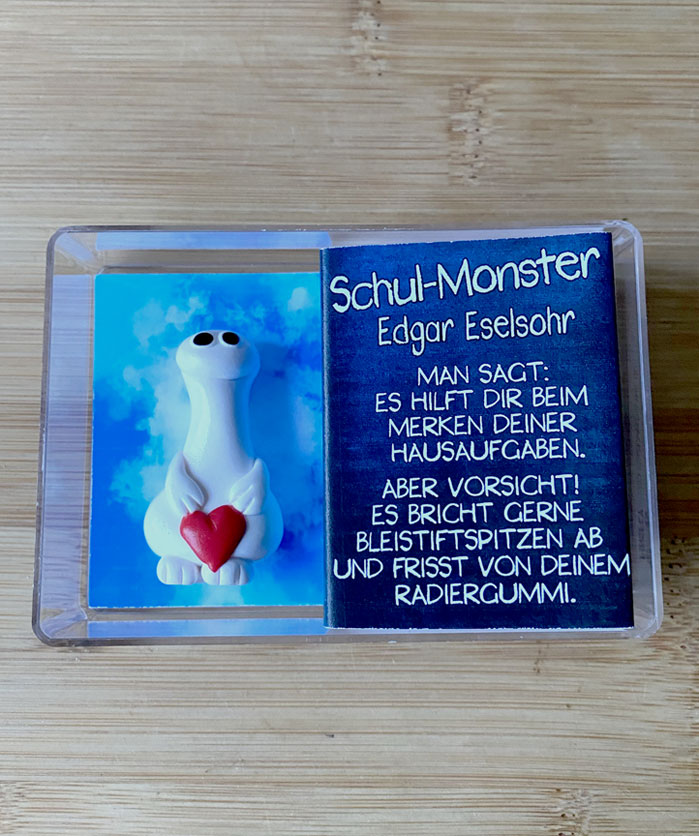 Schul-Monster
Edgar Eselsohr
MAN SAGT:
ES HILFT DIR BEIM
MERKEN DEINER
HAUSAUFGABEN.
ABER VORSICHT!
ES BRICHT GERNE
BLEISTIFTSPITZEN AB
UND FRISST VON DEINEM
RADIERGUMMI.